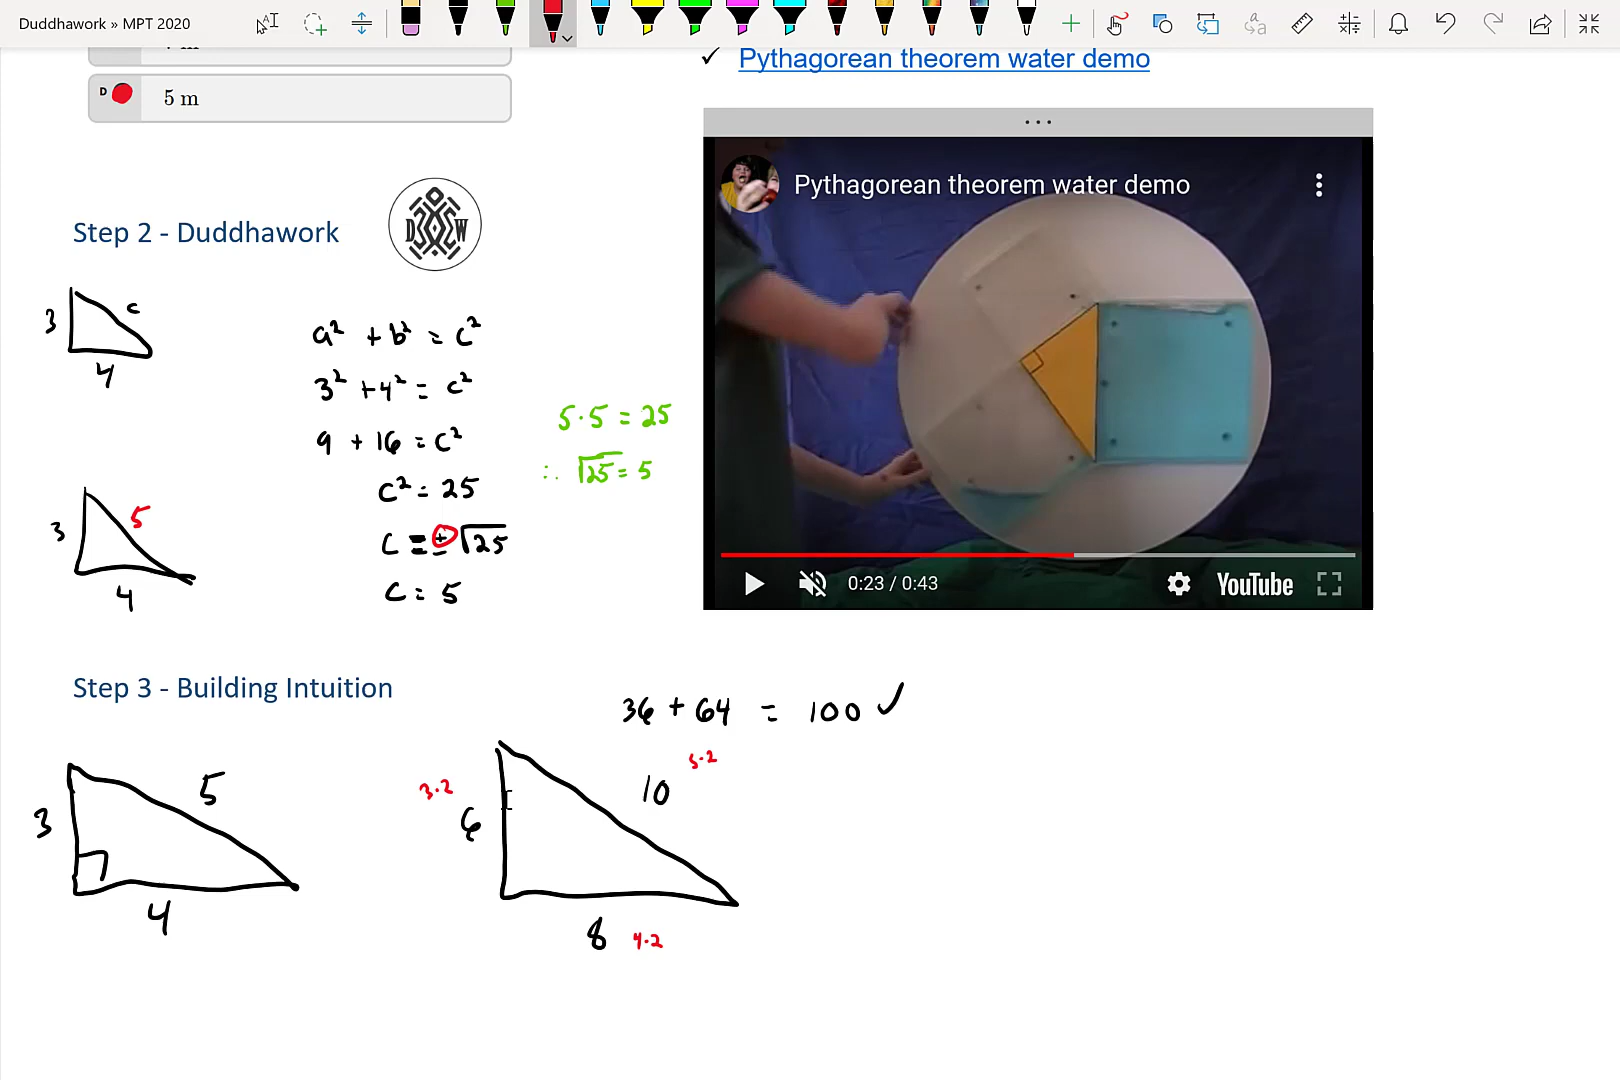 Duddhawork » MPT 2020
Pythagorean theorem water demo
D
5 m
Pythagorean theorem water demo
Step 2 - Duddhawork
D W
3
c
4
a² + b² = c²
3² + 4² = c²
9 + 16 = c²
c² = 25
c = ± √25
c = 5
5 · 5 = 25
∴ √25 = 5
3
5
4
0:23 / 0:43
YouTube
Step 3 - Building Intuition
36 + 64 = 100 ✓
3
5
4
3·2
6
10
5·2
8
4·2